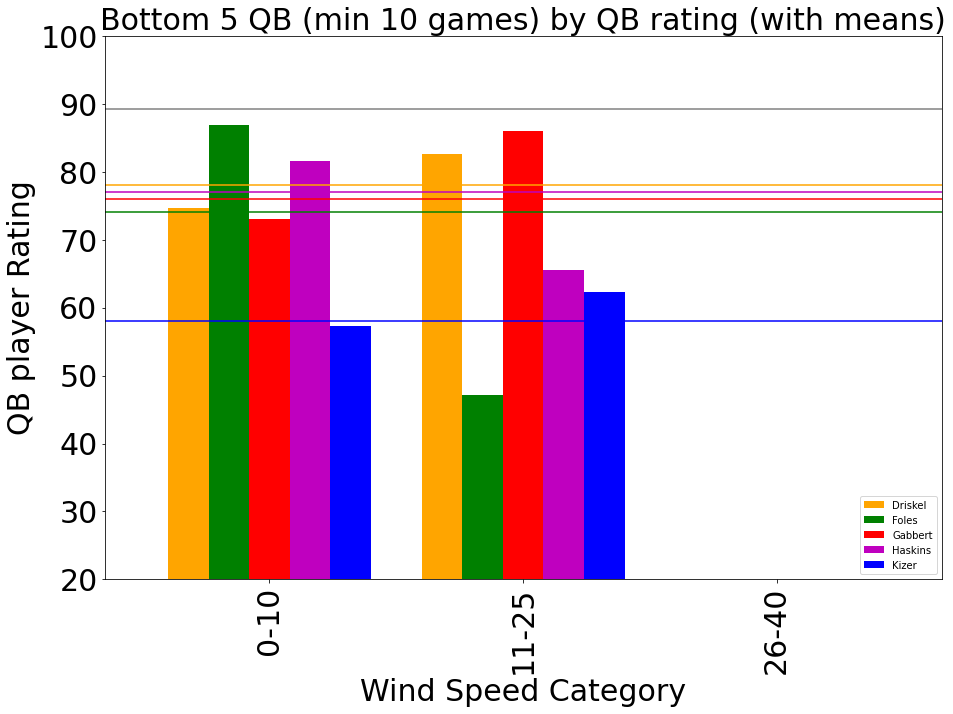 Bottom 5 QB (min 10 games) by QB rating (with means)
100
90
80
70
60
50
40
30
20
QB player Rating
Driskel
Foles
Gabbert
Haskins
Kizer
0-10
11-25
26-40
Wind Speed Category